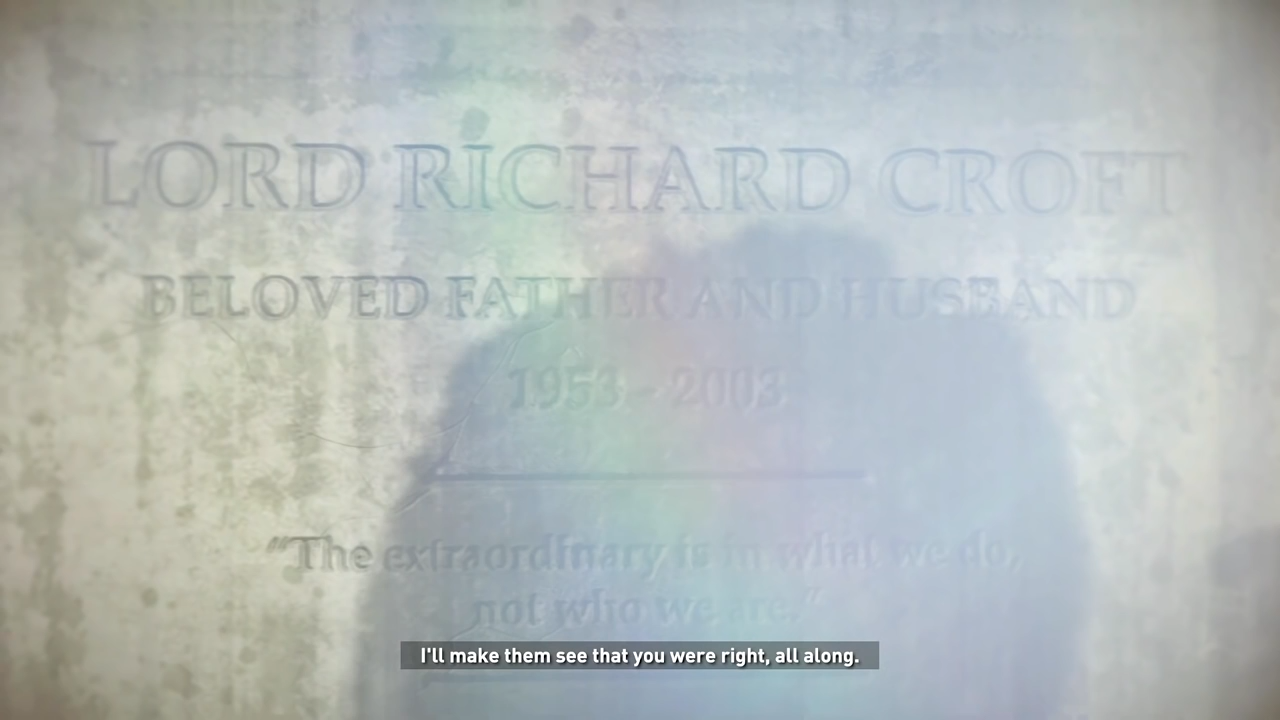 LORD RICHARD CROFT
BELOVED FATHER AND HUSBAND
1953 - 2003
“The extraordinary is in what we do,
not who we are.”
I'll make them see that you were right, all along.